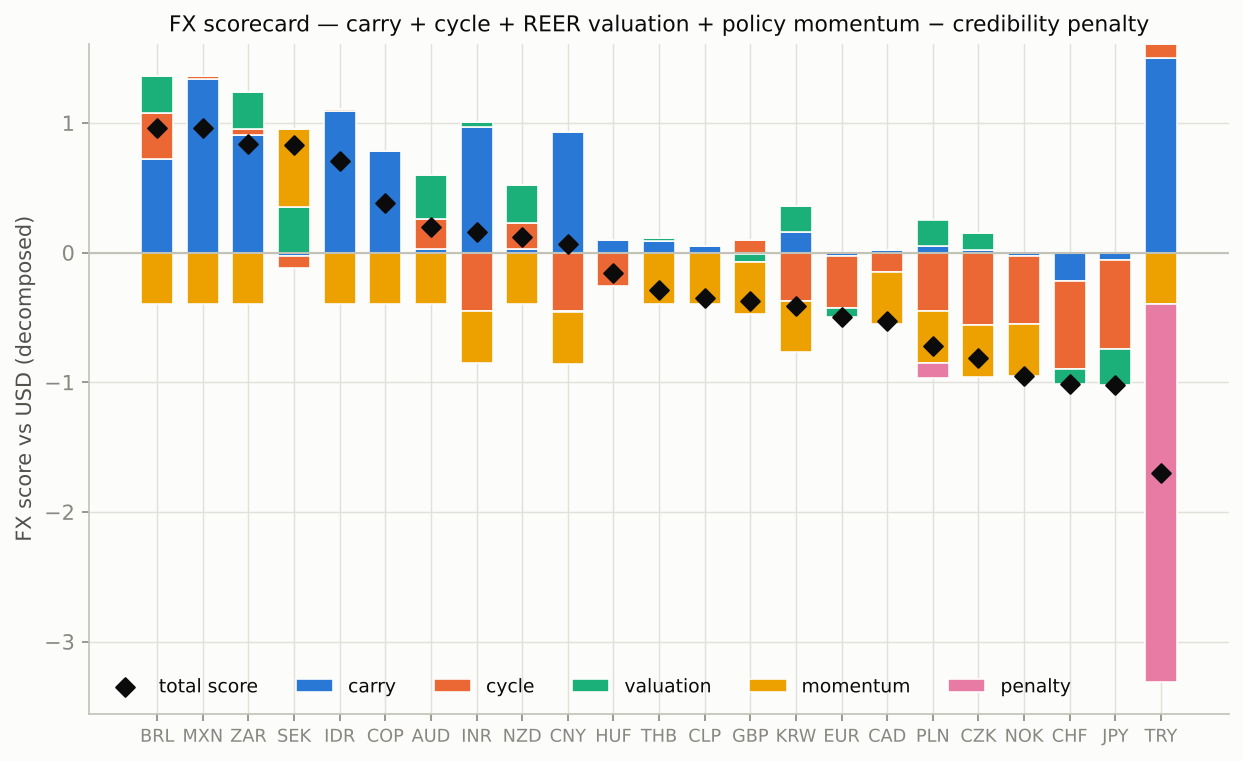 FX scorecard — carry + cycle + REER valuation + policy momentum − credibility penalty
FX score vs USD (decomposed)
1
0
−1
−2
−3
total score carry cycle valuation momentum penalty
BRL MXN ZAR SEK IDR COP AUD INR NZD CNY HUF THB CLP GBP KRW EUR CAD PLN CZK NOK CHF JPY TRY